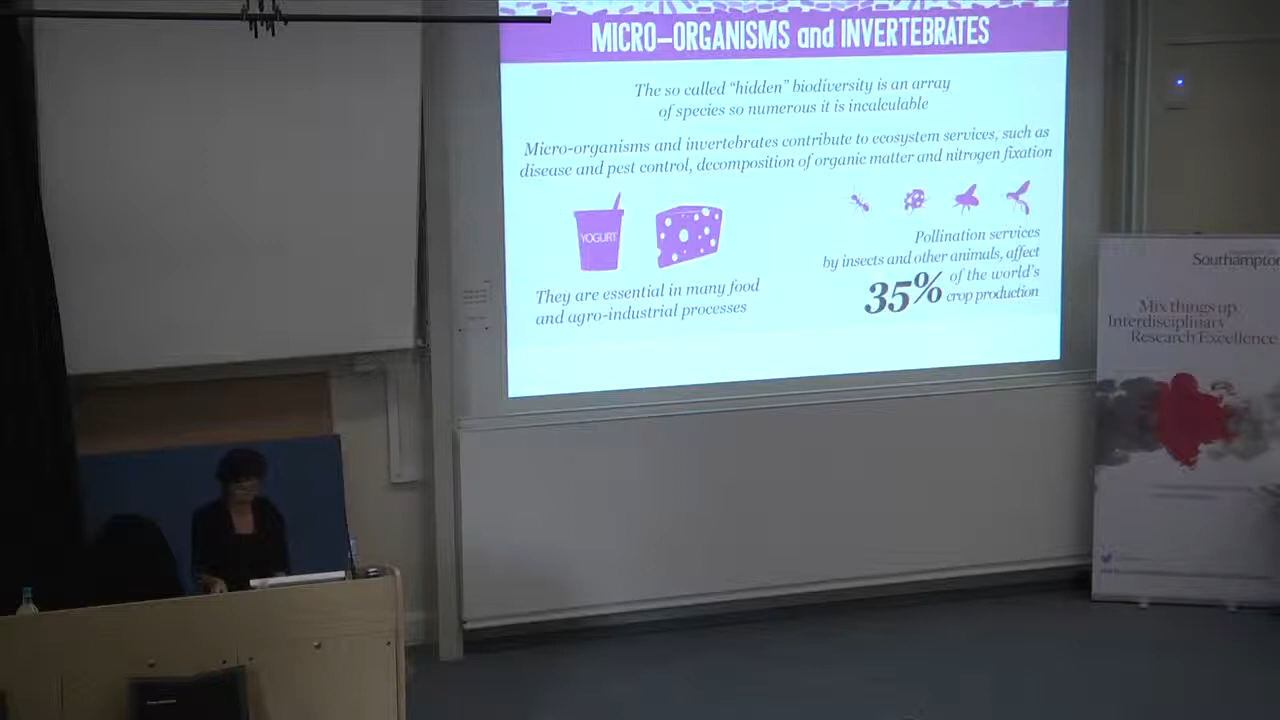 MICRO-ORGANISMS and INVERTEBRATES
The so called “hidden” biodiversity is an array
of species so numerous it is incalculable
Micro-organisms and invertebrates contribute to ecosystem services, such as
disease and pest control, decomposition of organic matter and nitrogen fixation
YOGURT
They are essential in many food
and agro-industrial processes
Pollination services
by insects and other animals, affect
35% of the world's
crop production
Southampton
Mix things up
Interdisciplinary
Research Excellence